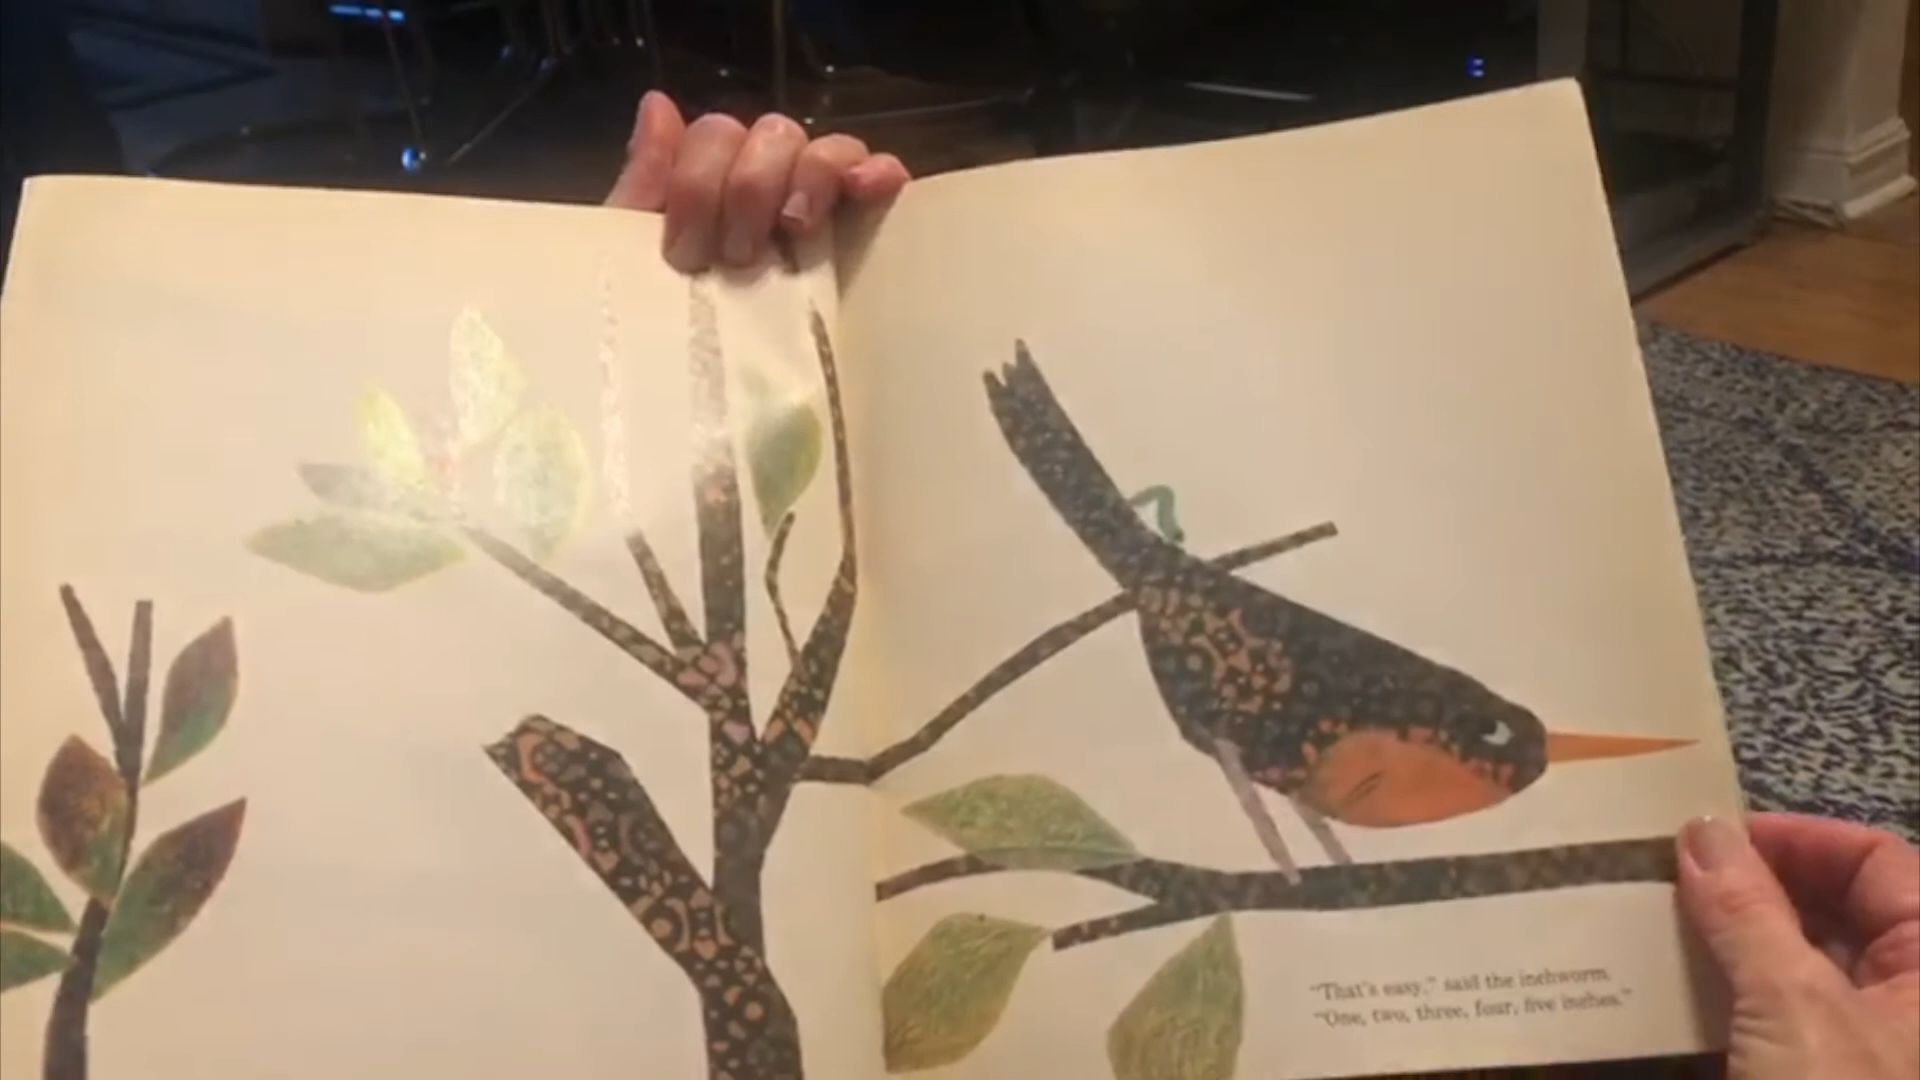 "That's easy," said the inchworm.
"One, two, three, four, five inches."